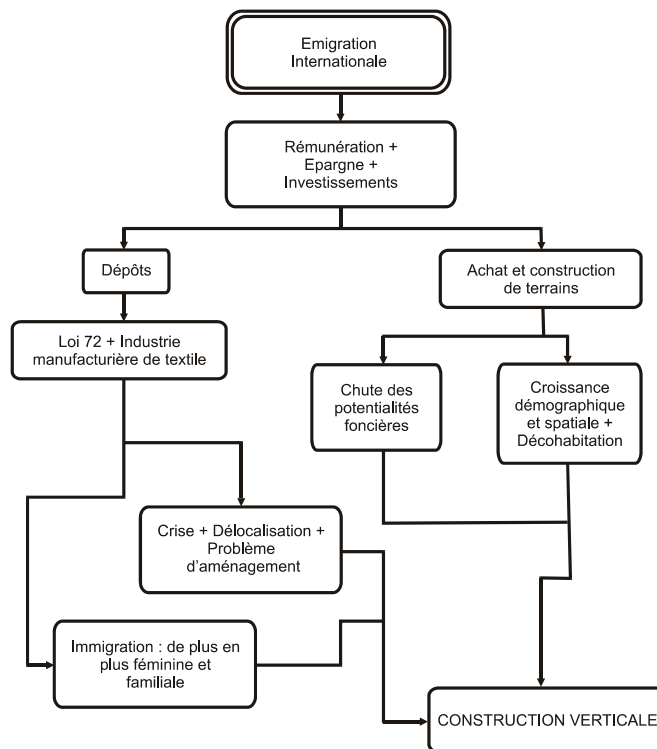 Emigration
Internationale
Rémunération +
Epargne +
Investissements
Dépôts
Achat et construction
de terrains
Loi 72 + Industrie
manufacturière de textile
Chute des
potentialités
foncières
Croissance
démographique
et spatiale +
Décohabitation
Crise + Délocalisation +
Problème
d'aménagement
Immigration : de plus en
plus féminine et
familiale
CONSTRUCTION VERTICALE